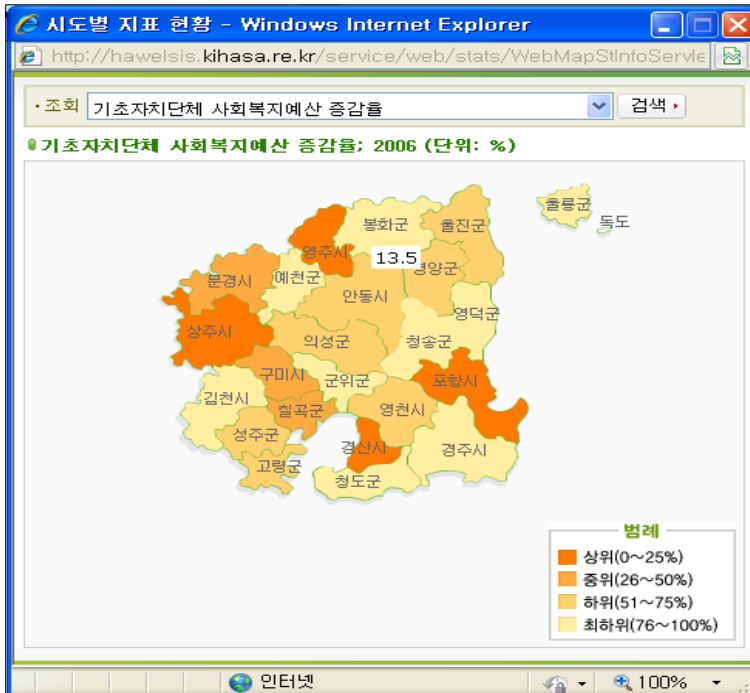 시도별 지표 현황 - Windows Internet Explorer
http://hawelsis.kihasa.re.kr/service/web/stats/WebMapStInfoServle
·조회 기초자치단체 사회복지예산 증감율 검색
기초자치단체 사회복지예산 증감율; 2006 (단위: %)
울릉군
독도
봉화군 울진군
영주시 13.5
영양군
문경시 예천군
안동시
영덕군
상주시 의성군 청송군
구미시 군위군 포항시
김천시
칠곡군 영천시
성주군
경산시 경주시
고령군
청도군
범례
상위(0~25%)
중위(26~50%)
하위(51~75%)
최하위(76~100%)
인터넷 100%